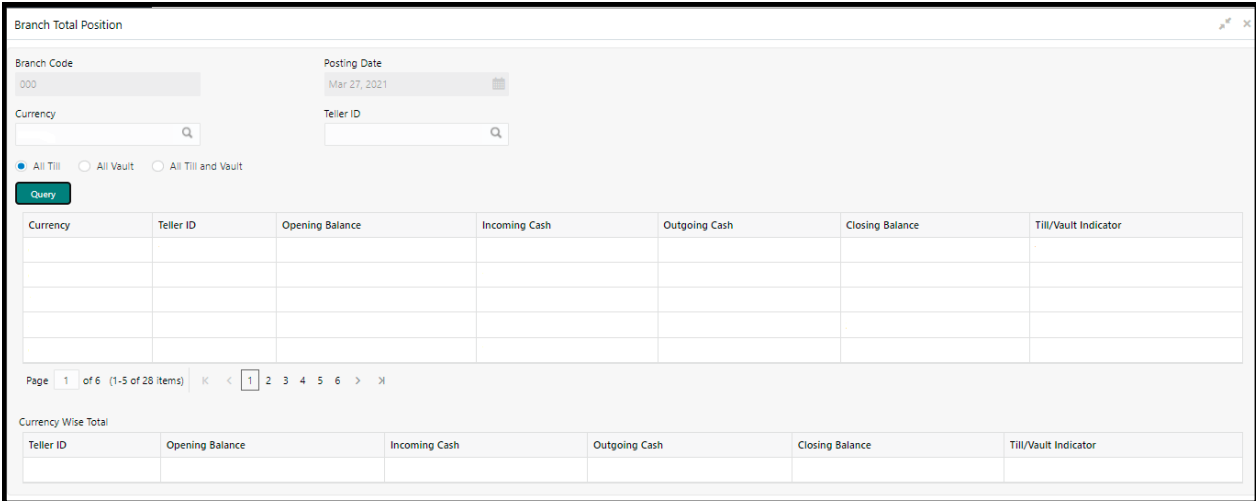 Branch Total Position
Branch Code Posting Date
000 Mar 27, 2021
Currency Teller ID
All Till All Vault All Till and Vault
Query
Currency Teller ID Opening Balance Incoming Cash Outgoing Cash Closing Balance Till/Vault Indicator
Page 1 of 6 (1-5 of 28 items) 1 2 3 4 5 6
Currency Wise Total
Teller ID Opening Balance Incoming Cash Outgoing Cash Closing Balance Till/Vault Indicator